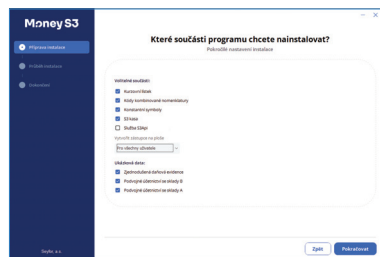 Money S3
Které součásti programu chcete nainstalovat?
Pokročilé nastavení instalace
Příprava instalace
Průběh instalace
Dokončení
Volitelné součásti:
Kurzovní lístek
Kódy kombinované nomenklatury
Konstantní symboly
S3 kasa
Služba S3Api
Vytvořit zástupce na ploše
Pro všechny uživatele
Ukázková data:
Zjednodušená daňová evidence
Podvojné účetnictví se sklady B
Podvojné účetnictví se sklady A
Seyfor, a.s.
Zpět
Pokračovat